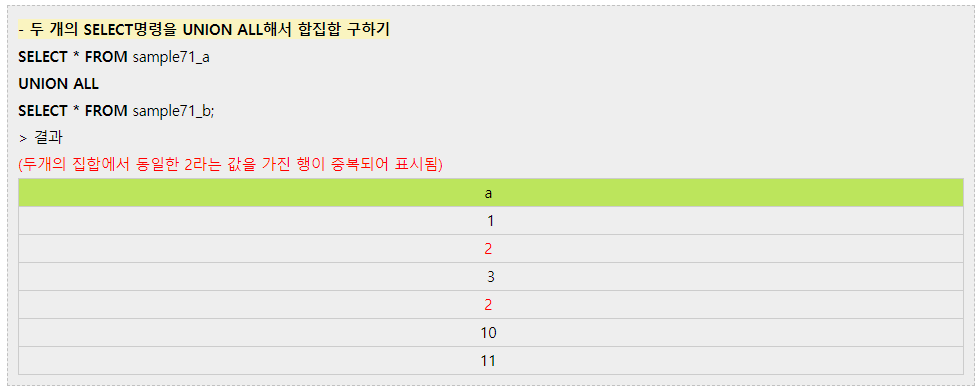 - 두 개의 SELECT명령을 UNION ALL해서 합집합 구하기
SELECT * FROM sample71_a
UNION ALL
SELECT * FROM sample71_b;
> 결과
(두개의 집합에서 동일한 2라는 값을 가진 행이 중복되어 표시됨)
a
1
2
3
2
10
11